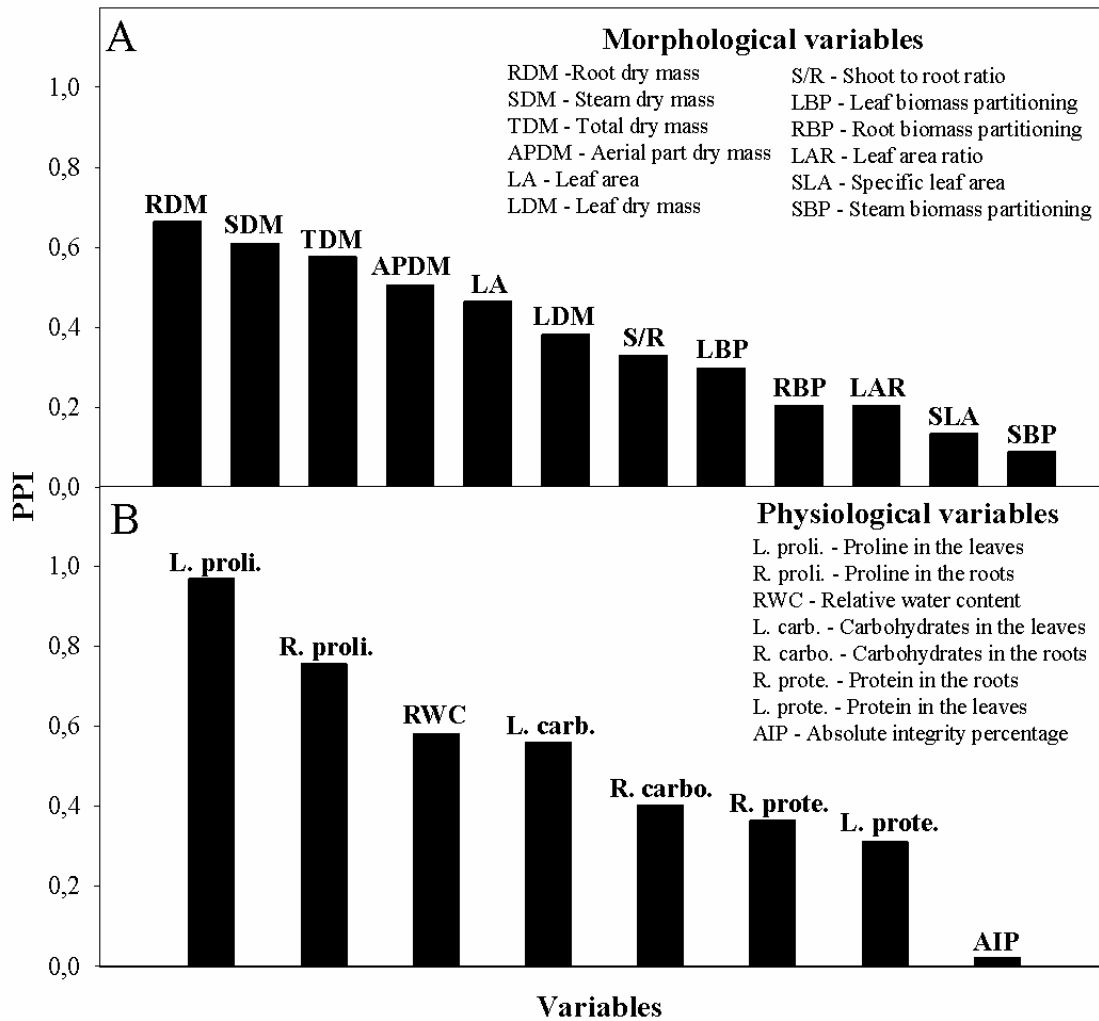 A
Morphological variables
RDM -Root dry mass
SDM - Steam dry mass
TDM - Total dry mass
APDM - Aerial part dry mass
LA - Leaf area
LDM - Leaf dry mass
S/R - Shoot to root ratio
LBP - Leaf biomass partitioning
RBP - Root biomass partitioning
LAR - Leaf area ratio
SLA - Specific leaf area
SBP - Steam biomass partitioning
1,0
0,8
0,6
0,4
0,2
0,0
RDM
SDM
TDM
APDM
LA
LDM
S/R
LBP
RBP
LAR
SLA
SBP
PPI
B
Physiological variables
L. proli. - Proline in the leaves
R. proli. - Proline in the roots
RWC - Relative water content
L. carb. - Carbohydrates in the leaves
R. carbo. - Carbohydrates in the roots
R. prote. - Protein in the roots
L. prote. - Protein in the leaves
AIP - Absolute integrity percentage
1,0
0,8
0,6
0,4
0,2
0,0
L. proli.
R. proli.
RWC
L. carb.
R. carbo.
R. prote.
L. prote.
AIP
Variables